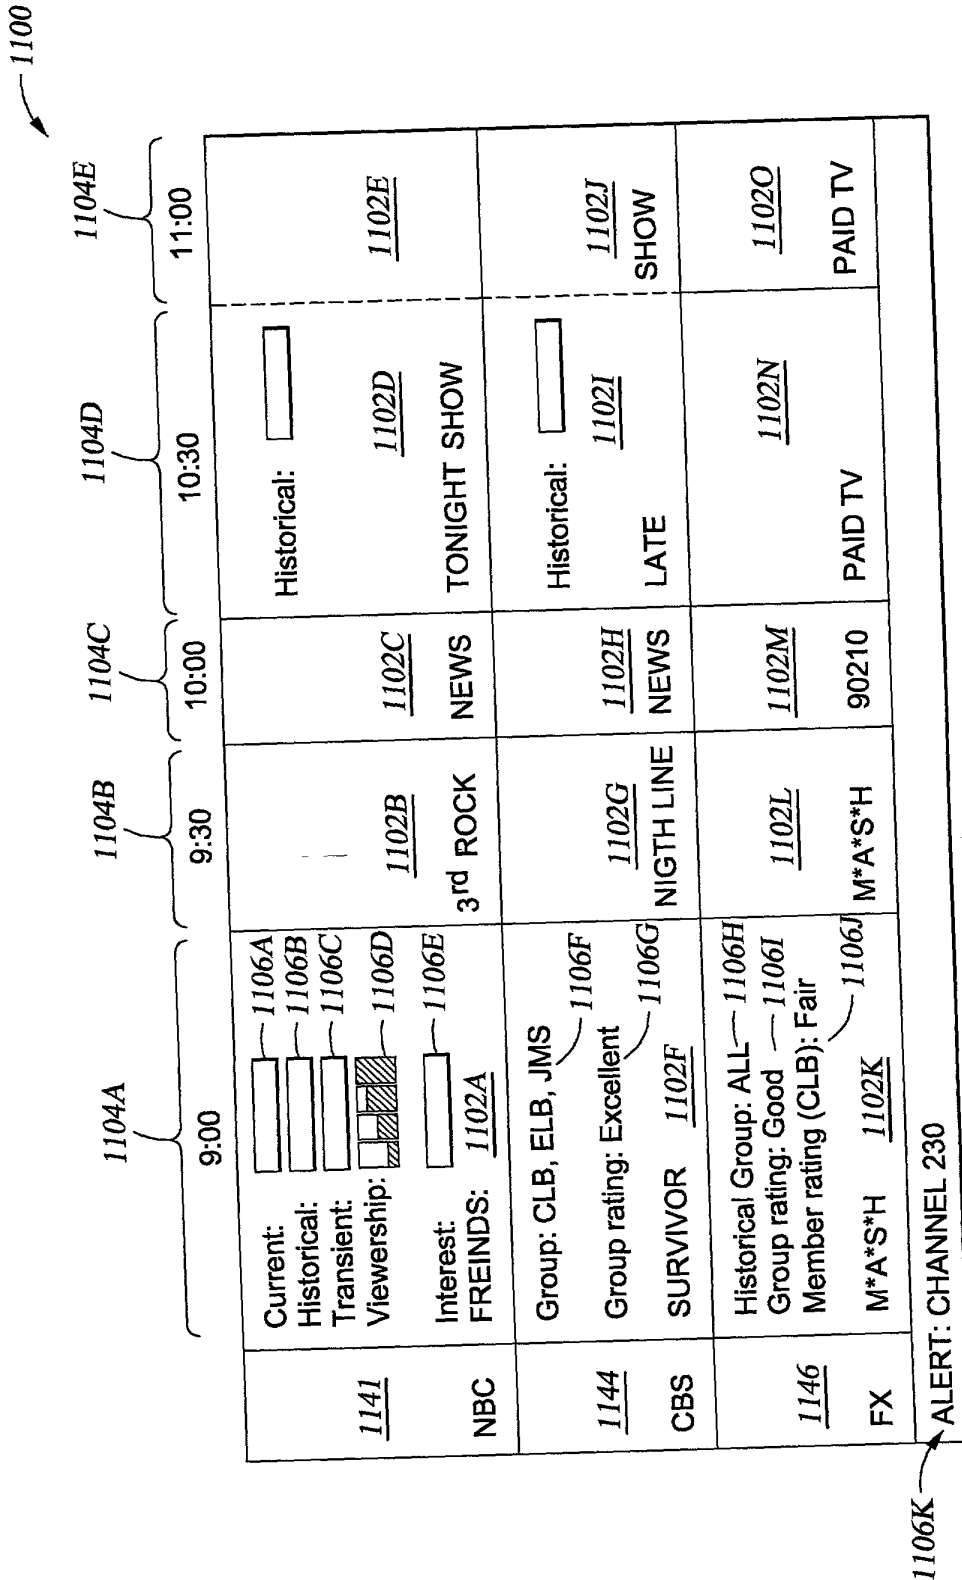 1100
1104A
1104B
1104C
1104D
1104E
9:00
9:30
10:00
10:30
11:00
1141
NBC
Current:
Historical:
Transient:
Viewership:
Interest:
FREINDS:
1102A
1106A
1106B
1106C
1106D
1106E
1102B
3rd ROCK
1102C
NEWS
Historical:
1102D
TONIGHT SHOW
1102E
1144
CBS
Group: CLB, ELB, JMS
1106F
Group rating: Excellent
1106G
SURVIVOR
1102F
1102G
NIGTH LINE
1102H
NEWS
Historical:
1102I
LATE
1102J
SHOW
1146
FX
Historical Group: ALL
1106H
Group rating: Good
1106I
Member rating (CLB): Fair
1106J
M*A*S*H
1102K
1102L
M*A*S*H
1102M
90210
1102N
PAID TV
1102O
PAID TV
ALERT: CHANNEL 230
1106K